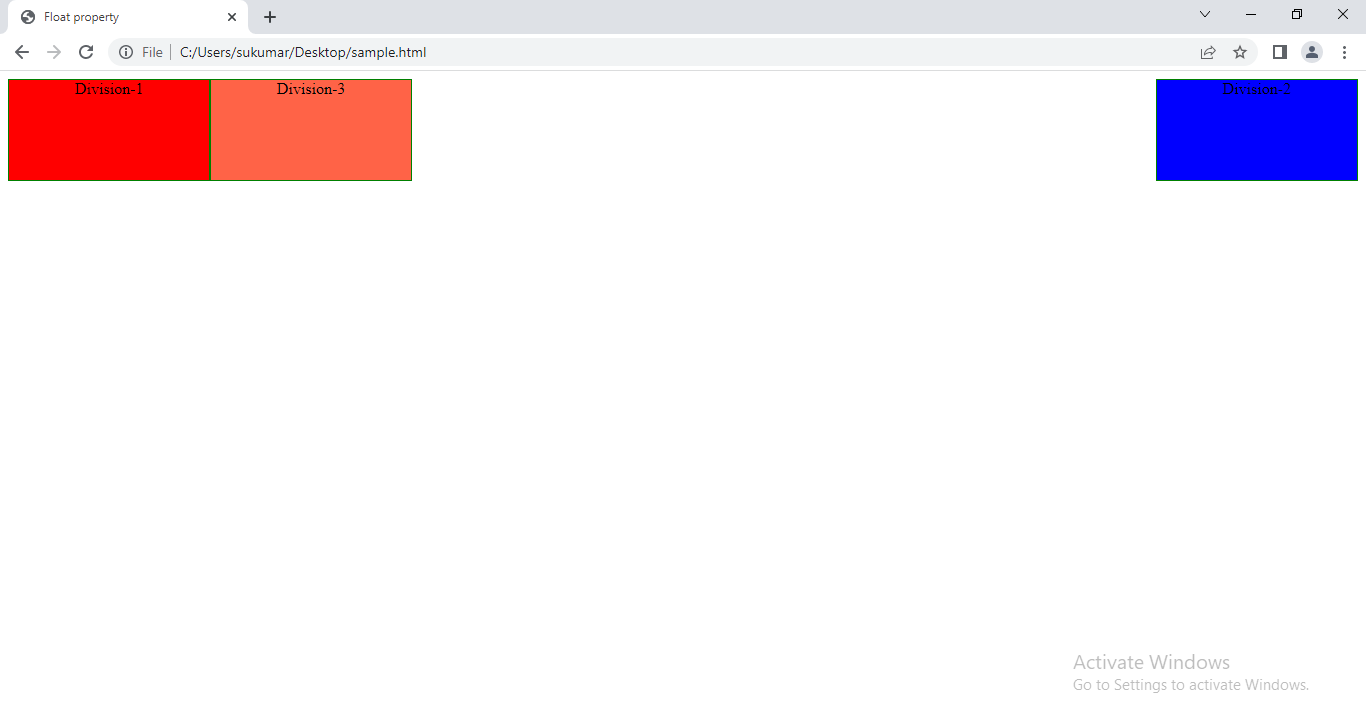 Float property
File
C:/Users/sukumar/Desktop/sample.html
Division-1
Division-3
Division-2
Activate Windows
Go to Settings to activate Windows.